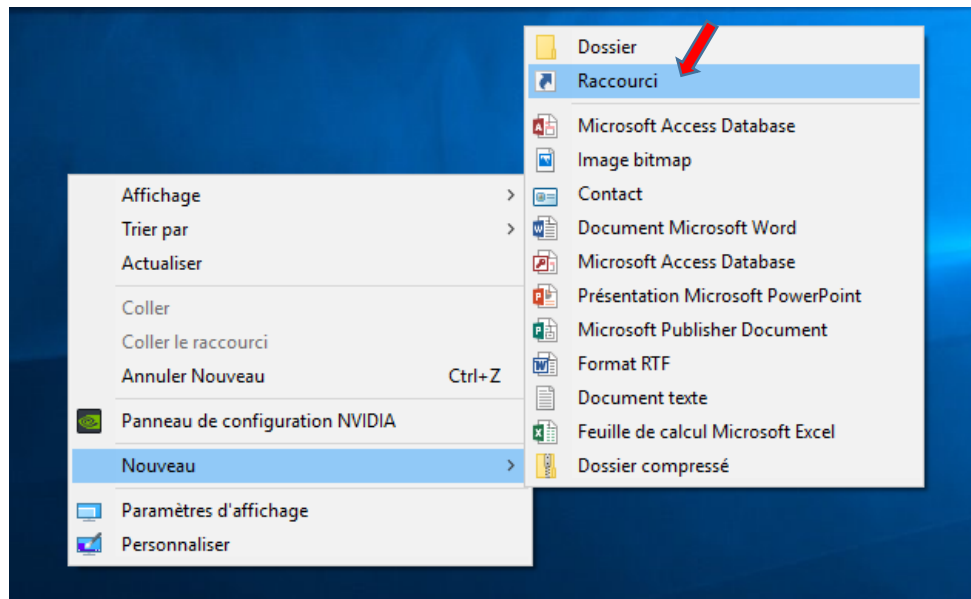 Dossier
Raccourci
Microsoft Access Database
Image bitmap
Contact
Document Microsoft Word
Microsoft Access Database
Présentation Microsoft PowerPoint
Microsoft Publisher Document
Format RTF
Document texte
Feuille de calcul Microsoft Excel
Dossier compressé
Affichage
Trier par
Actualiser
Coller
Coller le raccourci
Annuler Nouveau Ctrl+Z
Panneau de configuration NVIDIA
Nouveau
Paramètres d'affichage
Personnaliser